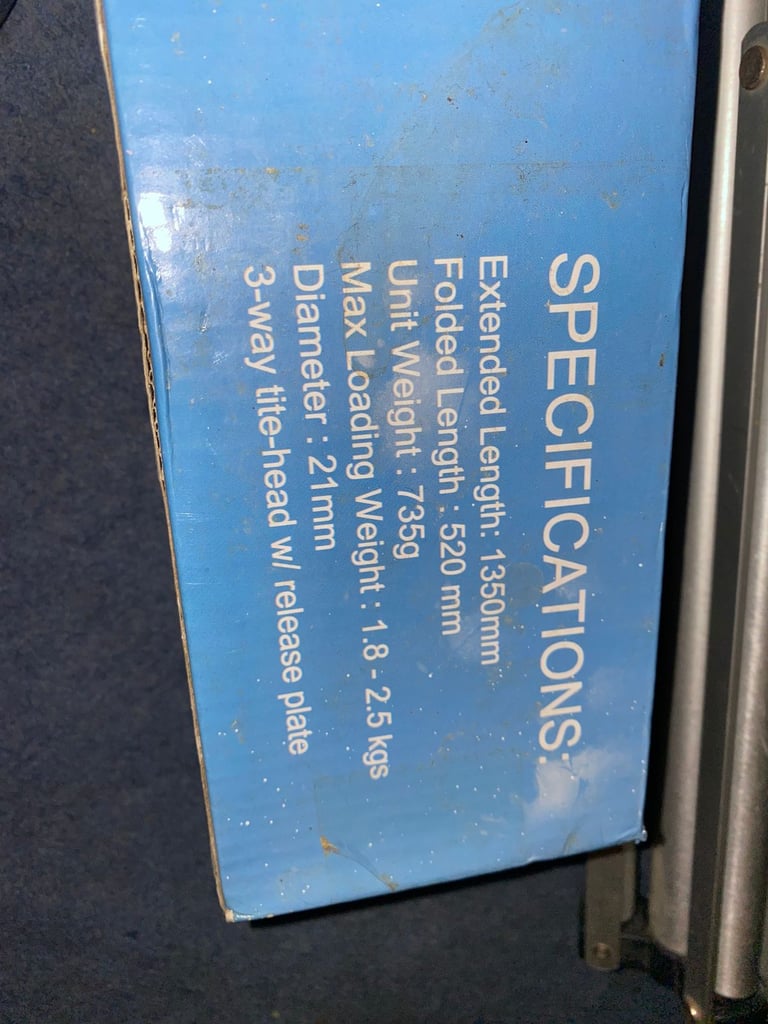 SPECIFICATIONS:
Extended Length: 1350mm
Folded Length : 520 mm
Unit Weight : 735g
Max Loading Weight : 1.8 - 2.5 kgs
Diameter : 21mm
3-way tite-head w/ release plate